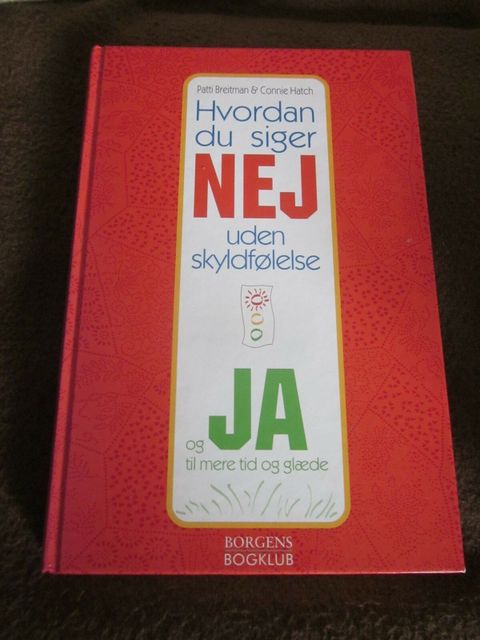 Patti Breitman & Connie Hatch
Hvordan
du siger
NEJ
uden
skyldfølelse
og JA
til mere tid og glæde
BORGENS
BOGKLUB